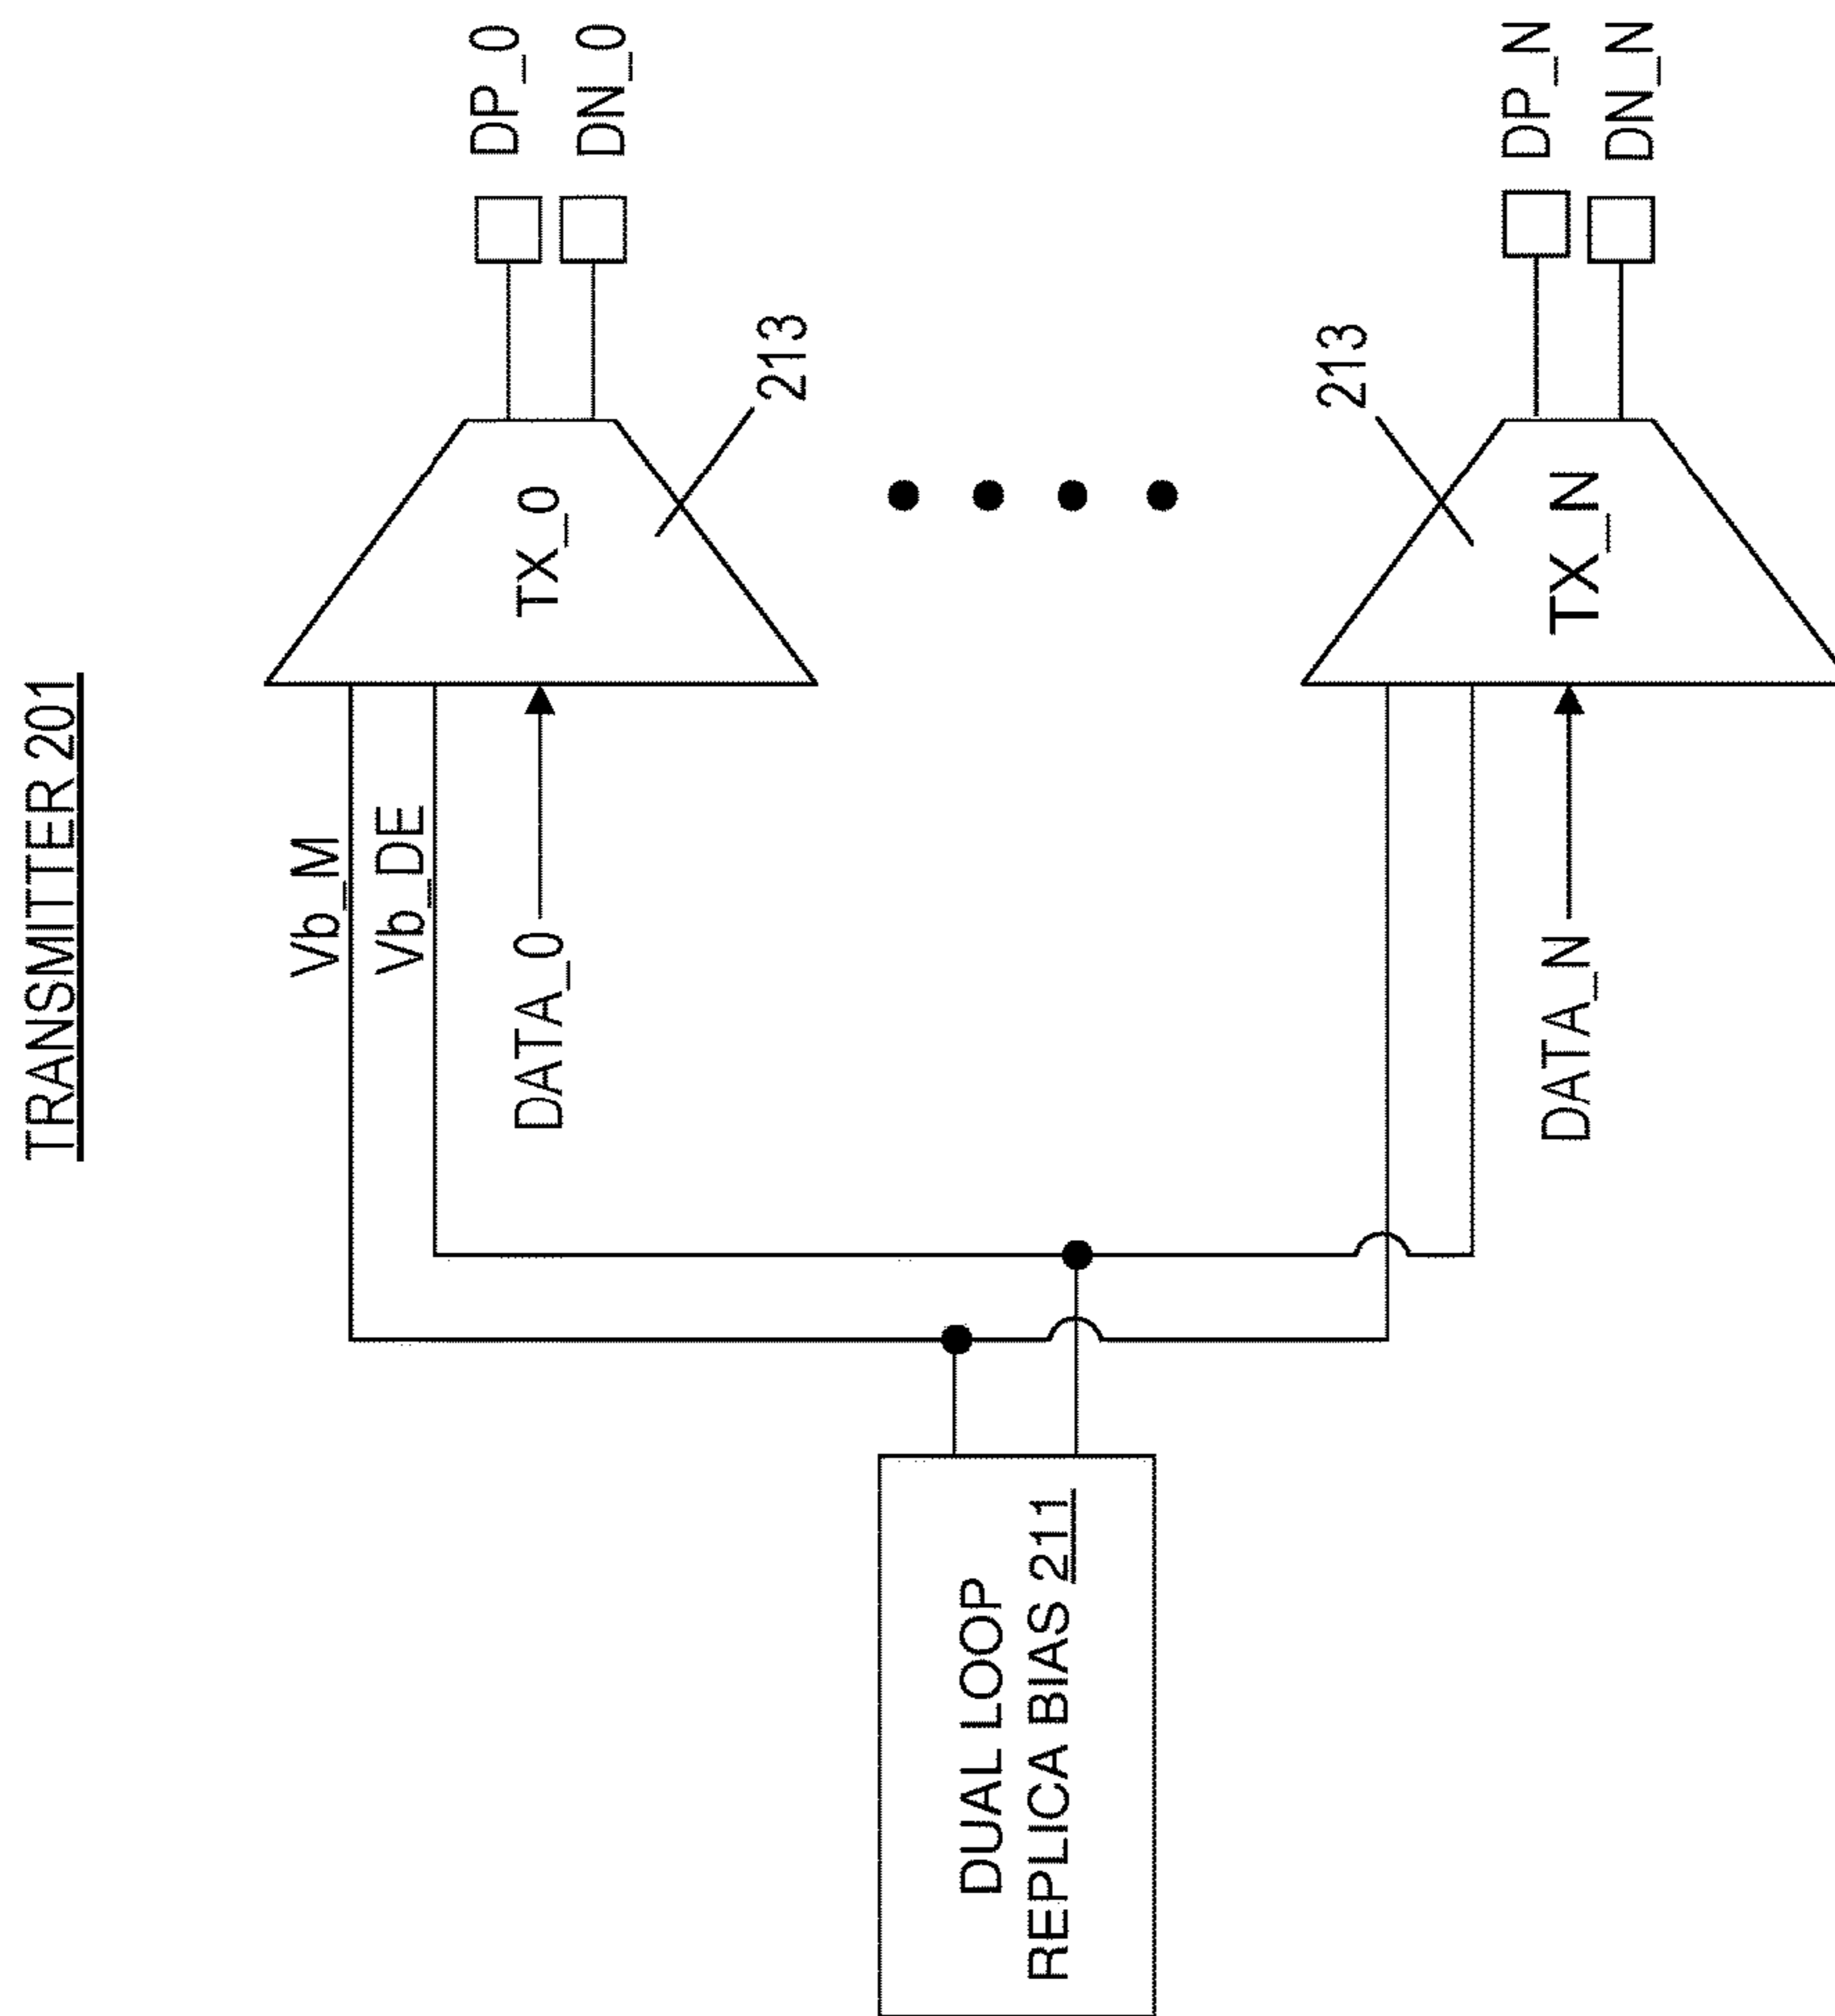 TRANSMITTER 201
Vb_M
Vb_DE
DATA_0
TX_0
213
DP_0
DN_0
DUAL LOOP
REPLICA BIAS 211
DATA_N
TX_N
213
DP_N
DN_N